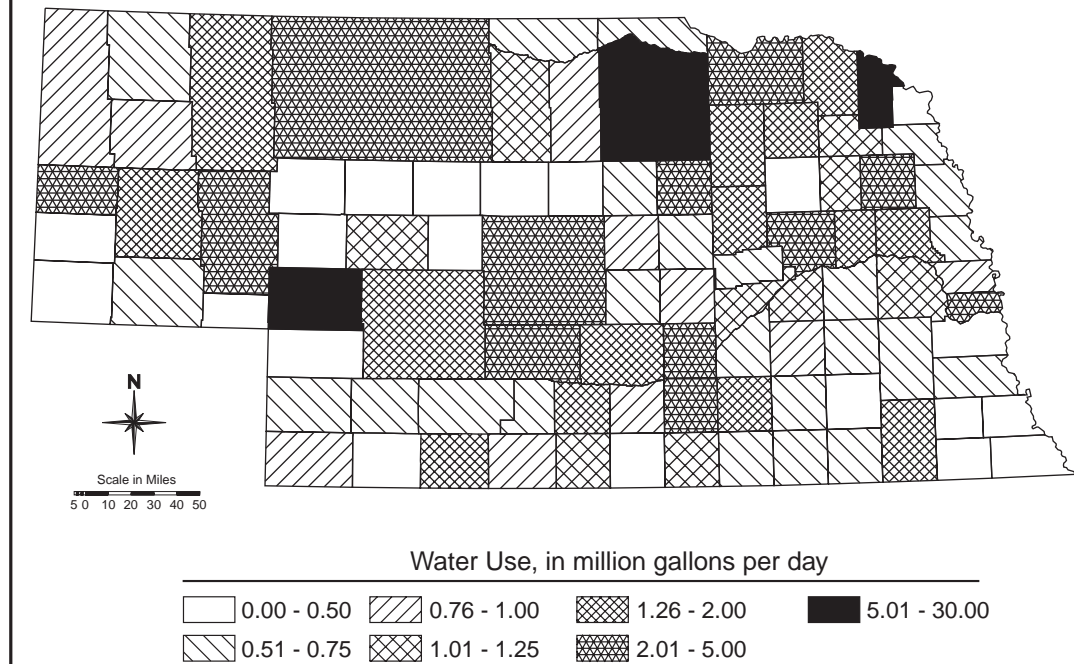 N
Scale in Miles
5 0 10 20 30 40 50
Water Use, in million gallons per day
0.00 - 0.50 0.76 - 1.00 1.26 - 2.00 5.01 - 30.00
0.51 - 0.75 1.01 - 1.25 2.01 - 5.00